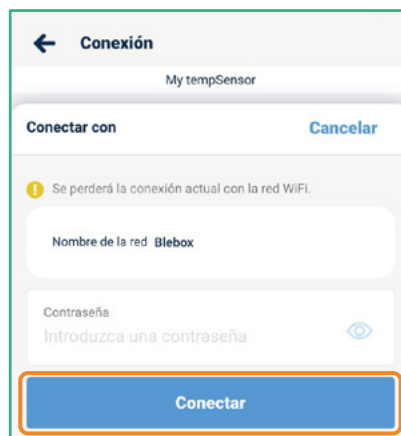 Conexión
My tempSensor
Conectar con Cancelar
Se perderá la conexión actual con la red WiFi.
Nombre de la red Blebox
Contraseña
Introduzca una contraseña
Conectar